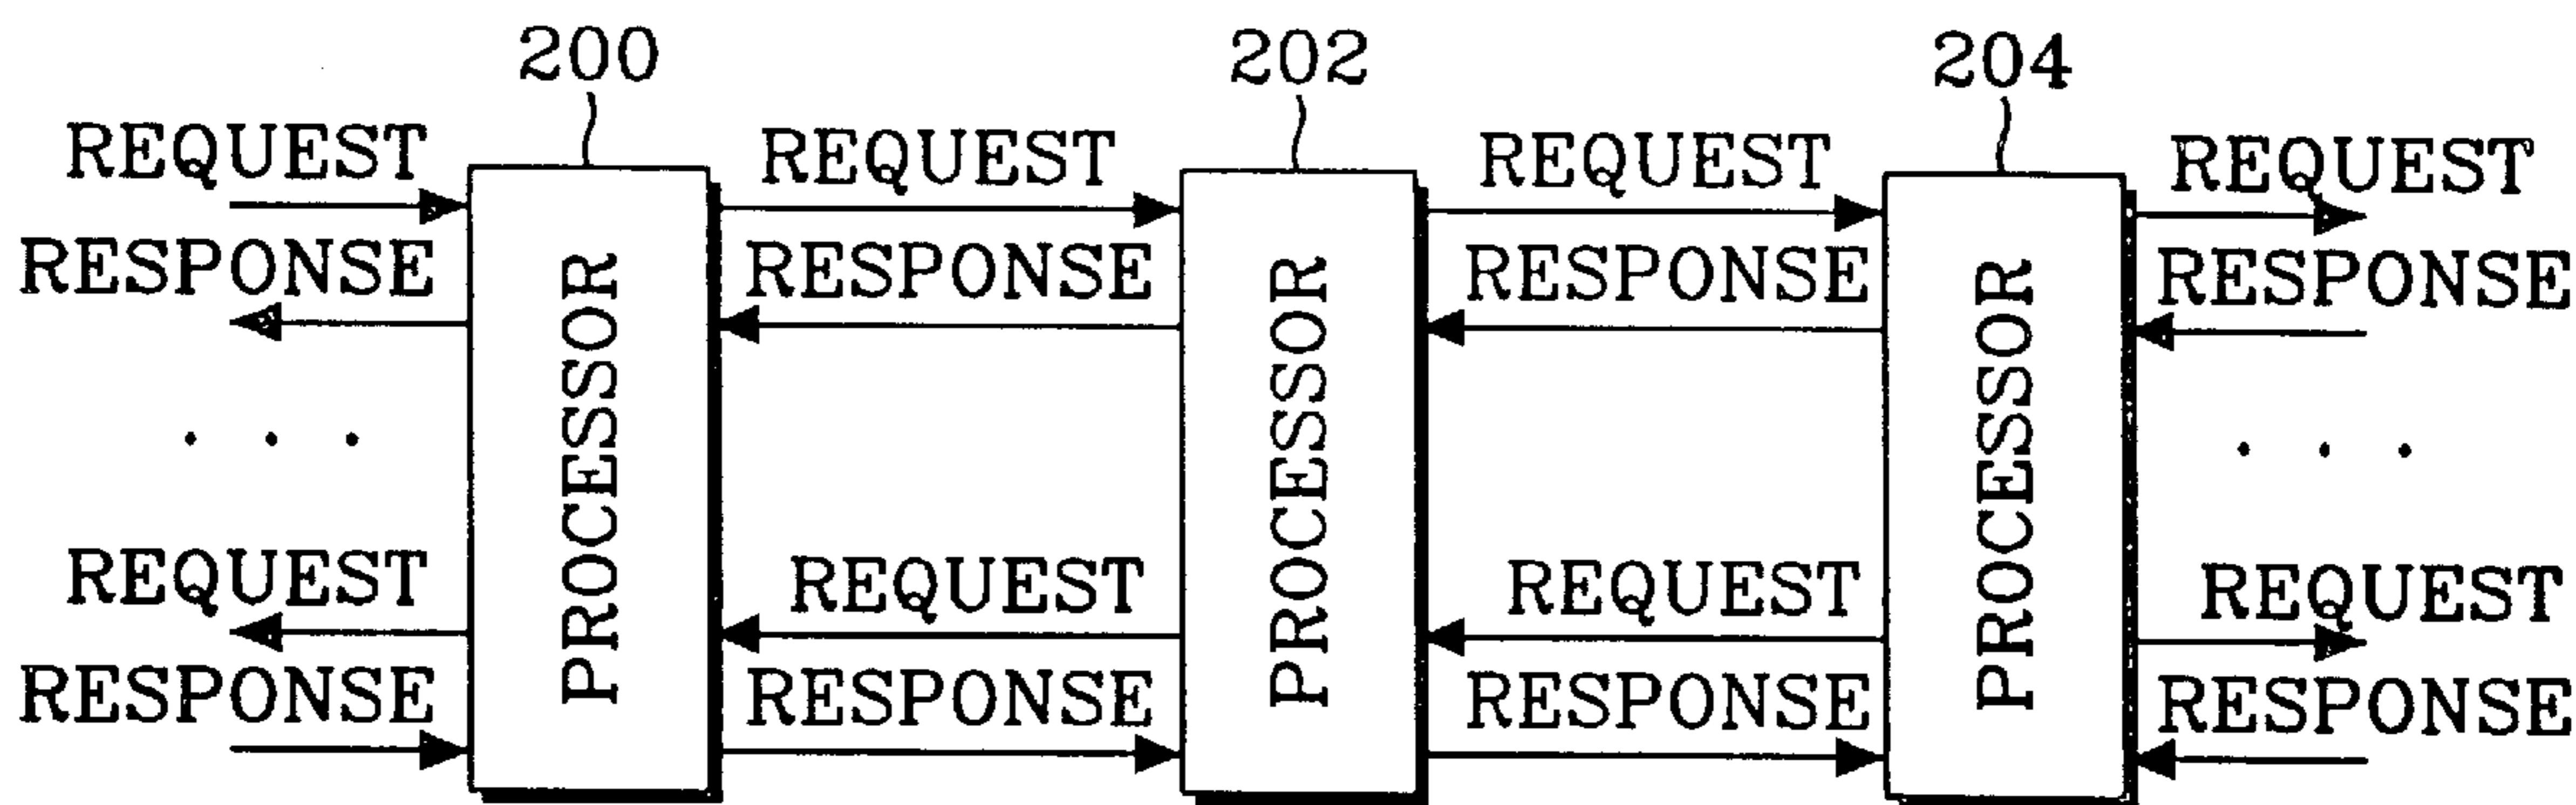 200 202 204
REQUEST REQUEST REQUEST REQUEST
RESPONSE RESPONSE RESPONSE RESPONSE
PROCESSOR PROCESSOR PROCESSOR
. . . . . .
REQUEST REQUEST REQUEST REQUEST
RESPONSE RESPONSE RESPONSE RESPONSE